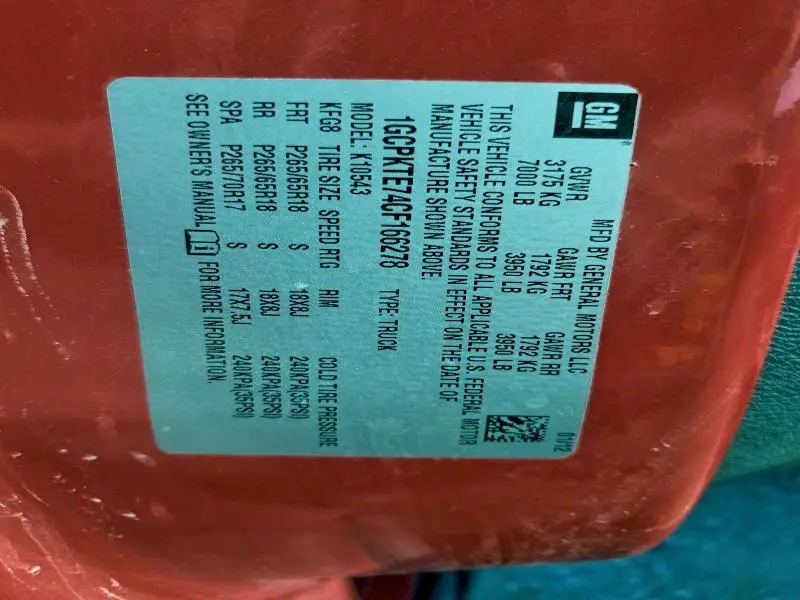 GM
®
MFD BY GENERAL MOTORS LLC 01/12
GVWR GAWR FRT GAWR RR
3175 KG 1792 KG 1792 KG
7000 LB 3950 LB 3950 LB
THIS VEHICLE CONFORMS TO ALL APPLICABLE U.S. FEDERAL MOTOR
VEHICLE SAFETY STANDARDS IN EFFECT ON THE DATE OF
MANUFACTURE SHOWN ABOVE.
1GCPKTE74CF166278 TYPE: TRUCK
MODEL: K10543
KFG8 TIRE SIZE SPEED RTG RIM COLD TIRE PRESSURE
FRT P265/65R18 S 18X8J 240KPA(35PSI)
RR P265/65R18 S 18X8J 240KPA(35PSI)
SPA P265/70R17 S 17X7.5J 240KPA(35PSI)
SEE OWNER'S MANUAL FOR MORE INFORMATION.